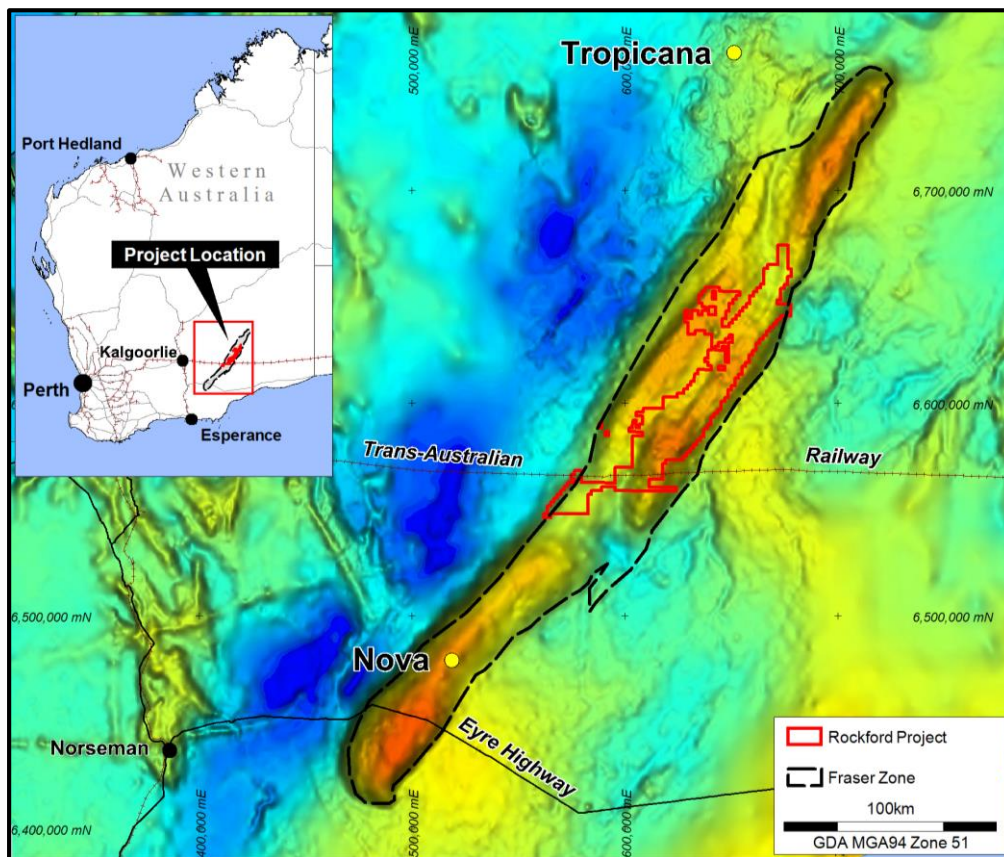 Port Hedland
Western
Australia
Project Location
Kalgoorlie
Perth
Esperance
Tropicana
500,000 mE
600,000 mE
700,000 mE
6,700,000 mN
6,600,000 mN
Trans-Australian
Railway
6,500,000 mN
6,500,000 mN
Nova
Norseman
Eyre Highway
400,000 mE
500,000 mE
600,000 mE
6,400,000 mN
Rockford Project
Fraser Zone
100km
GDA MGA94 Zone 51